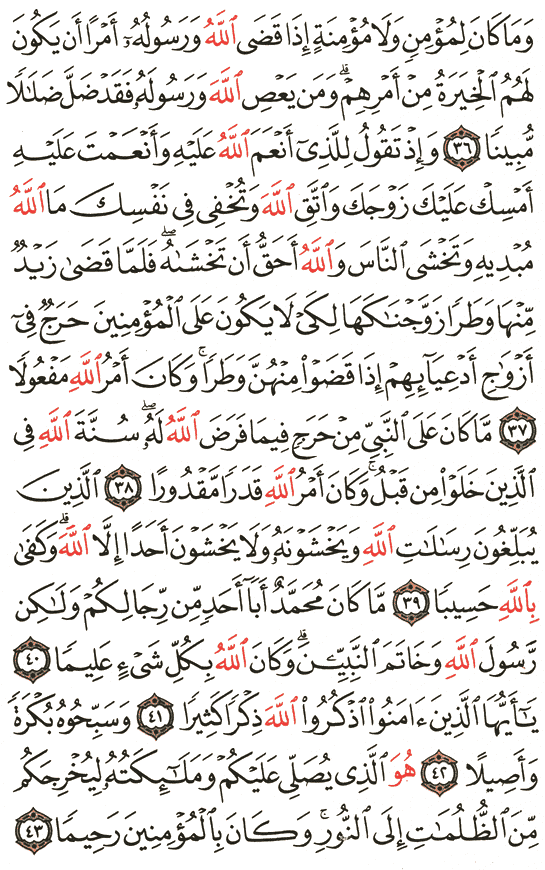 وَمَا كَانَ لِمُؤْمِنٍ وَلَا مُؤْمِنَةٍ إِذَا قَضَى ٱللَّهُ وَرَسُولُهُۥٓ أَمْرًا أَن يَكُونَ
لَهُمُ ٱلْخِيَرَةُ مِنْ أَمْرِهِمْ ۗ وَمَن يَعْصِ ٱللَّهَ وَرَسُولَهُۥ فَقَدْ ضَلَّ ضَلَـٰلًا
مُّبِينًا ٣٦ وَإِذْ تَقُولُ لِلَّذِىٓ أَنْعَمَ ٱللَّهُ عَلَيْهِ وَأَنْعَمْتَ عَلَيْهِ
أَمْسِكْ عَلَيْكَ زَوْجَكَ وَٱتَّقِ ٱللَّهَ وَتُخْفِى فِى نَفْسِكَ مَا ٱللَّهُ
مُبْدِيهِ وَتَخْشَى ٱلنَّاسَ وَٱللَّهُ أَحَقُّ أَن تَخْشَىٰهُ ۖ فَلَمَّا قَضَىٰ زَيْدٌ
مِّنْهَا وَطَرًا زَوَّجْنَـٰكَهَا لِكَىْ لَا يَكُونَ عَلَى ٱلْمُؤْمِنِينَ حَرَجٌ فِىٓ
أَزْوَٰجِ أَدْعِيَآئِهِمْ إِذَا قَضَوْا۟ مِنْهُنَّ وَطَرًا ۚ وَكَانَ أَمْرُ ٱللَّهِ مَفْعُولًا
٣٧ مَّا كَانَ عَلَى ٱلنَّبِىِّ مِنْ حَرَجٍ فِيمَا فَرَضَ ٱللَّهُ لَهُۥ ۖ سُنَّةَ ٱللَّهِ فِى
ٱلَّذِينَ خَلَوْا۟ مِن قَبْلُ ۚ وَكَانَ أَمْرُ ٱللَّهِ قَدَرًا مَّقْدُورًا ٣٨ ٱلَّذِينَ
يُبَلِّغُونَ رِسَـٰلَـٰتِ ٱللَّهِ وَيَخْشَوْنَهُۥ وَلَا يَخْشَوْنَ أَحَدًا إِلَّا ٱللَّهَ ۗ وَكَفَىٰ
بِٱللَّهِ حَسِيبًا ٣٩ مَّا كَانَ مُحَمَّدٌ أَبَآ أَحَدٍ مِّن رِّجَالِكُمْ وَلَـٰكِن
رَّسُولَ ٱللَّهِ وَخَاتَمَ ٱلنَّبِيِّـۧنَ ۗ وَكَانَ ٱللَّهُ بِكُلِّ شَىْءٍ عَلِيمًا ٤٠
يَـٰٓأَيُّهَا ٱلَّذِينَ ءَامَنُوا۟ ٱذْكُرُوا۟ ٱللَّهَ ذِكْرًا كَثِيرًا ٤١ وَسَبِّحُوهُ بُكْرَةً
وَأَصِيلًا ٤٢ هُوَ ٱلَّذِى يُصَلِّى عَلَيْكُمْ وَمَلَـٰٓئِكَتُهُۥ لِيُخْرِجَكُم
مِّنَ ٱلظُّلُمَـٰتِ إِلَى ٱلنُّورِ ۚ وَكَانَ بِٱلْمُؤْمِنِينَ رَحِيمًا ٤٣